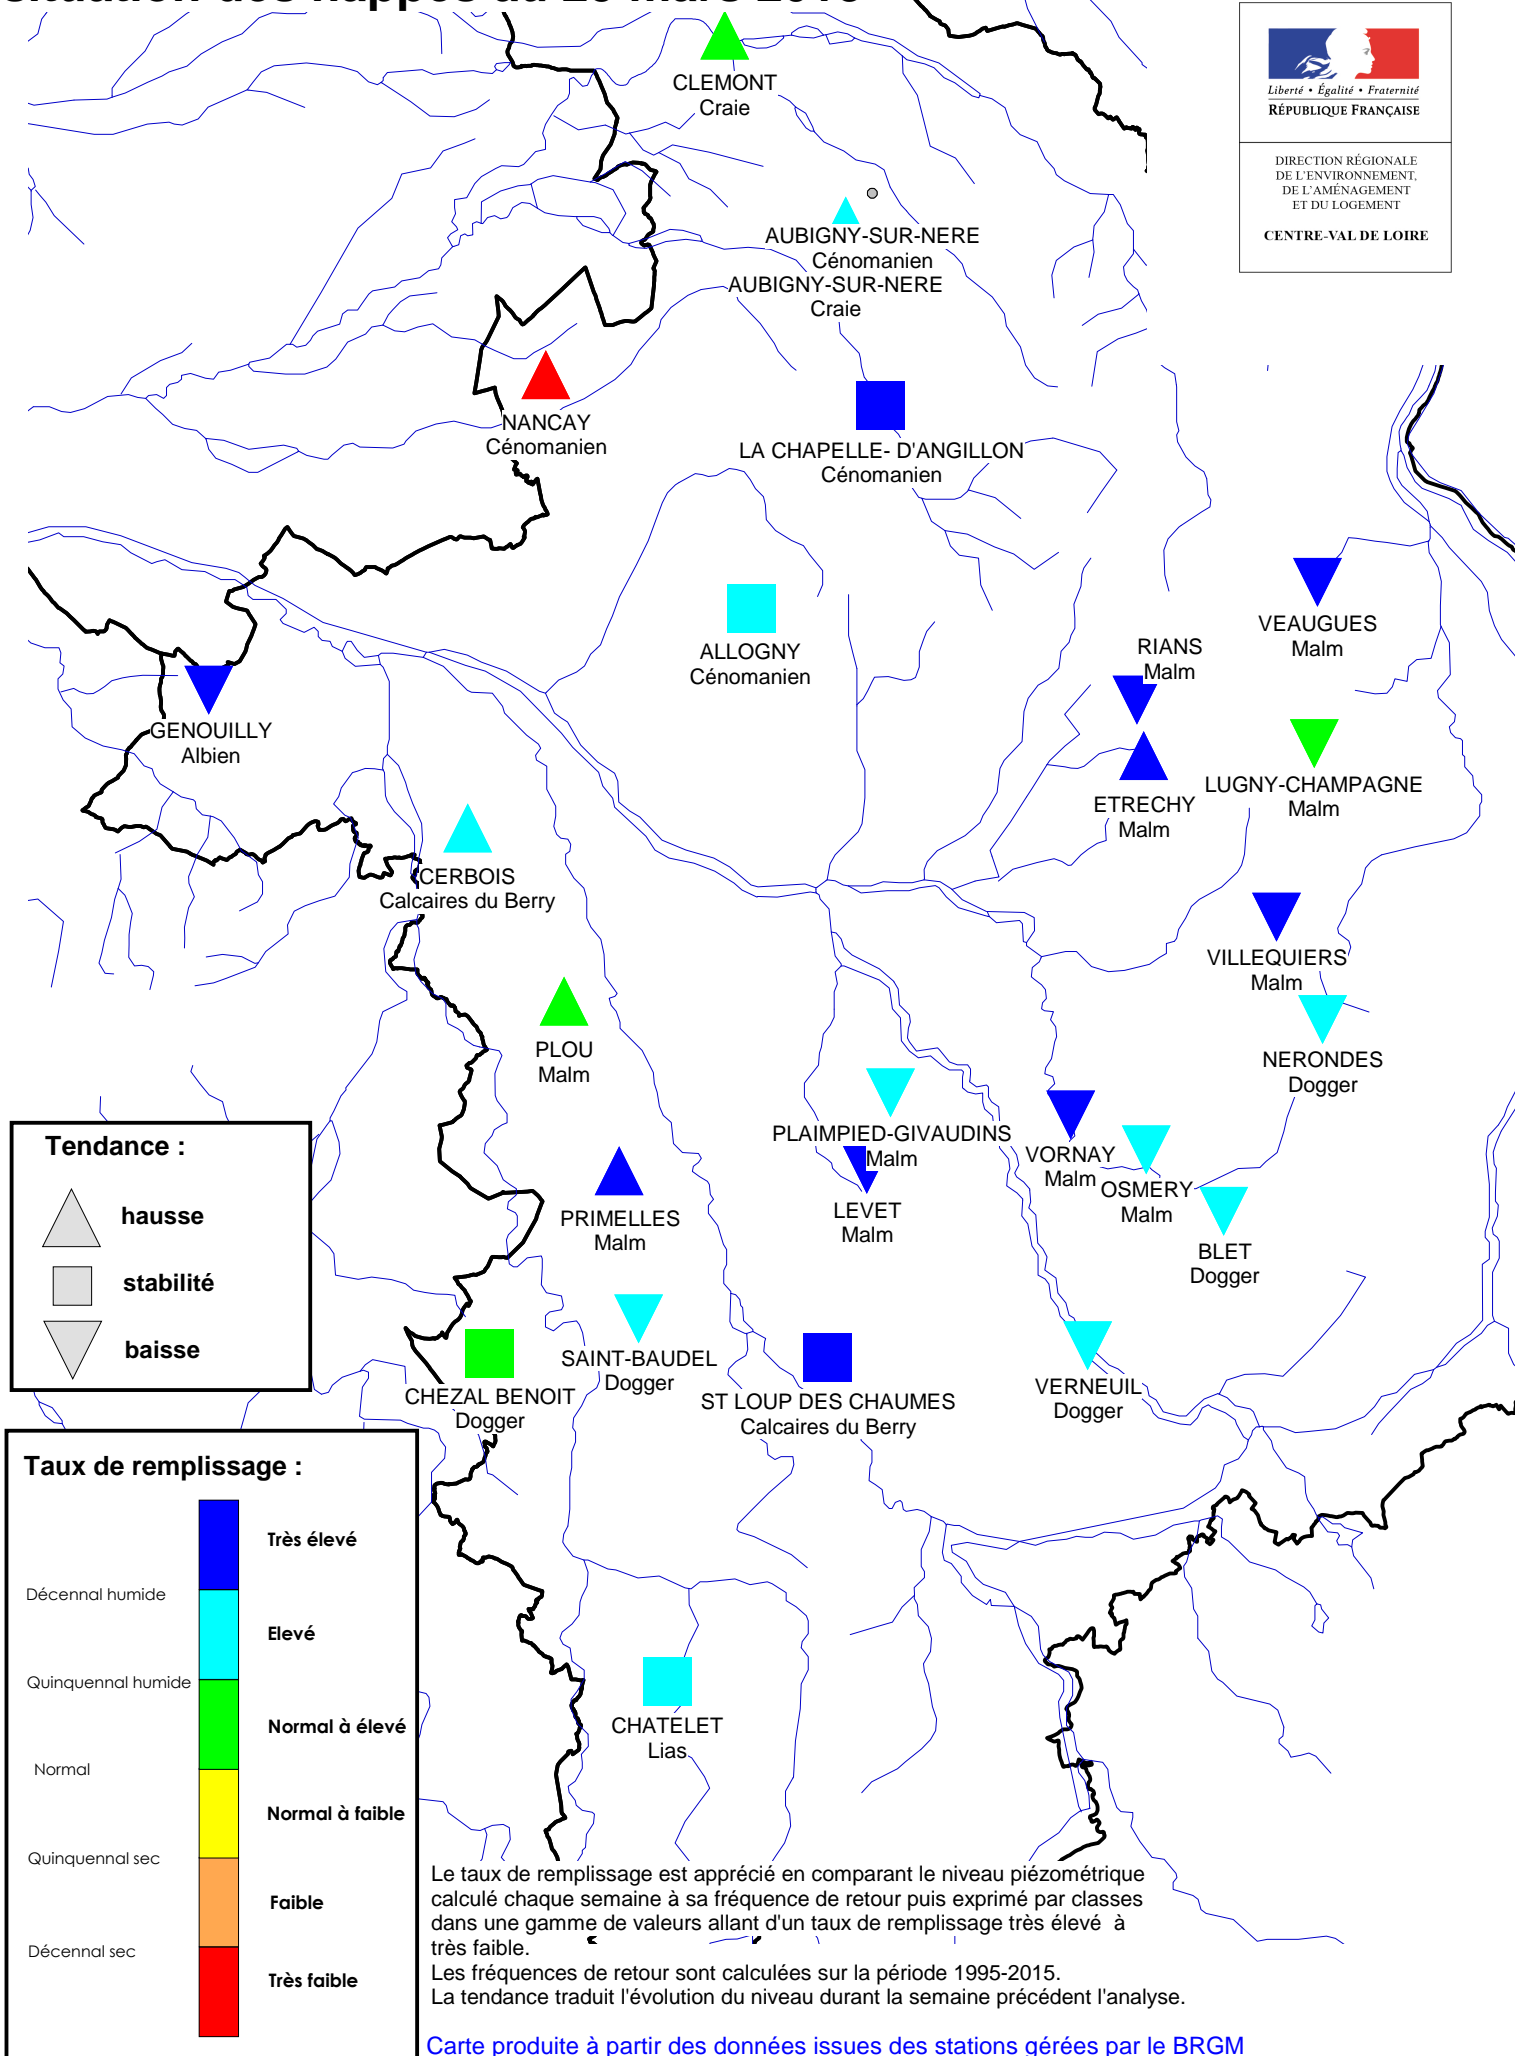 CLEMONT
Craie
Liberté • Égalité • Fraternité
RÉPUBLIQUE FRANÇAISE
DIRECTION RÉGIONALE
DE L'ENVIRONNEMENT,
DE L'AMÉNAGEMENT
ET DU LOGEMENT
CENTRE-VAL DE LOIRE
AUBIGNY-SUR-NERE
Cénomanien
AUBIGNY-SUR-NERE
Craie
NANCAY
Cénomanien
LA CHAPELLE- D'ANGILLON
Cénomanien
ALLOGNY
Cénomanien
VEAUGUES
Malm
RIANS
Malm
GENOUILLY
Albien
LUGNY-CHAMPAGNE
Malm
ETRECHY
Malm
CERBOIS
Calcaires du Berry
VILLEQUIERS
Malm
PLOU
Malm
NERONDES
Dogger
PLAIMPIED-GIVAUDINS
Malm
VORNAY
Malm
OSMERY
Malm
PRIMELLES
Malm
LEVET
Malm
BLET
Dogger
SAINT-BAUDEL
Dogger
CHEZAL BENOIT
Dogger
ST LOUP DES CHAUMES
Calcaires du Berry
VERNEUIL
Dogger
CHATELET
Lias
Tendance :
hausse
stabilité
baisse
Taux de remplissage :
Très élevé
Décennal humide
Elevé
Quinquennal humide
Normal à élevé
Normal
Normal à faible
Quinquennal sec
Faible
Décennal sec
Très faible
Le taux de remplissage est apprécié en comparant le niveau piézométrique
calculé chaque semaine à sa fréquence de retour puis exprimé par classes
dans une gamme de valeurs allant d'un taux de remplissage très élevé à
très faible.
Les fréquences de retour sont calculées sur la période 1995-2015.
La tendance traduit l'évolution du niveau durant la semaine précédent l'analyse.
Carte produite à partir des données issues des stations gérées par le BRGM